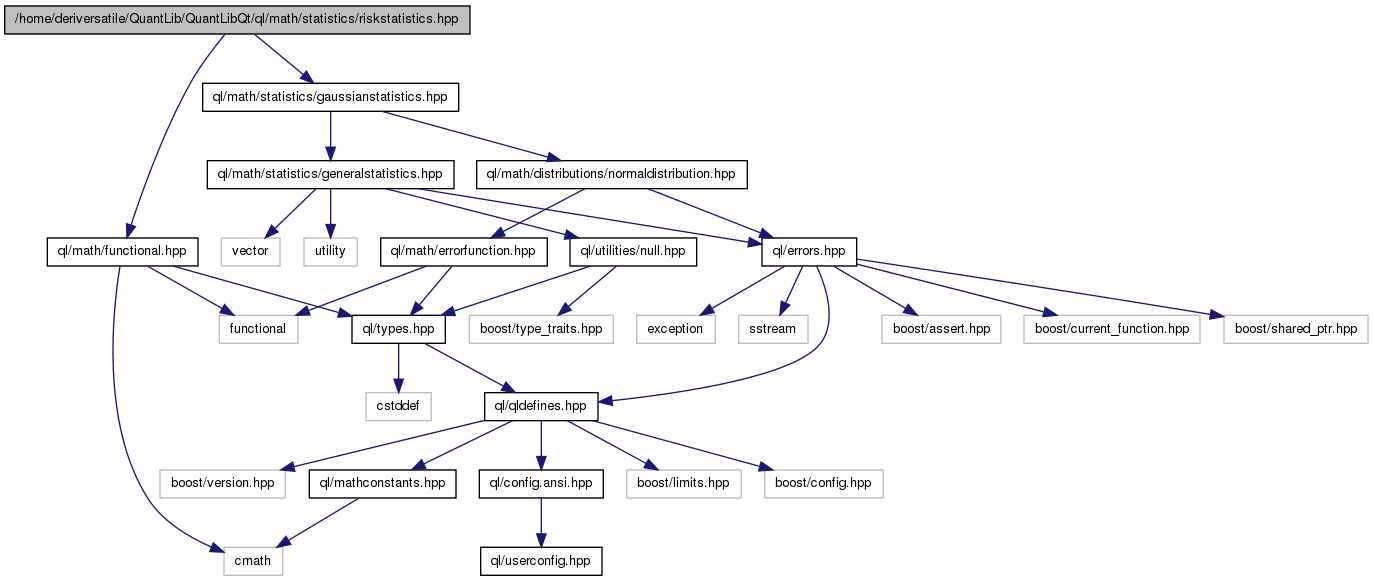 /home/deriversatile/QuantLib/QuantLibQt/ql/math/statistics/riskstatistics.hpp
ql/math/statistics/gaussianstatistics.hpp
ql/math/statistics/generalstatistics.hpp
ql/math/distributions/normaldistribution.hpp
ql/math/functional.hpp
vector
utility
ql/math/errorfunction.hpp
ql/utilities/null.hpp
ql/errors.hpp
functional
ql/types.hpp
boost/type_traits.hpp
exception
sstream
boost/assert.hpp
boost/current_function.hpp
boost/shared_ptr.hpp
cstddef
ql/qldefines.hpp
boost/version.hpp
ql/mathconstants.hpp
ql/config.ansi.hpp
boost/limits.hpp
boost/config.hpp
cmath
ql/userconfig.hpp